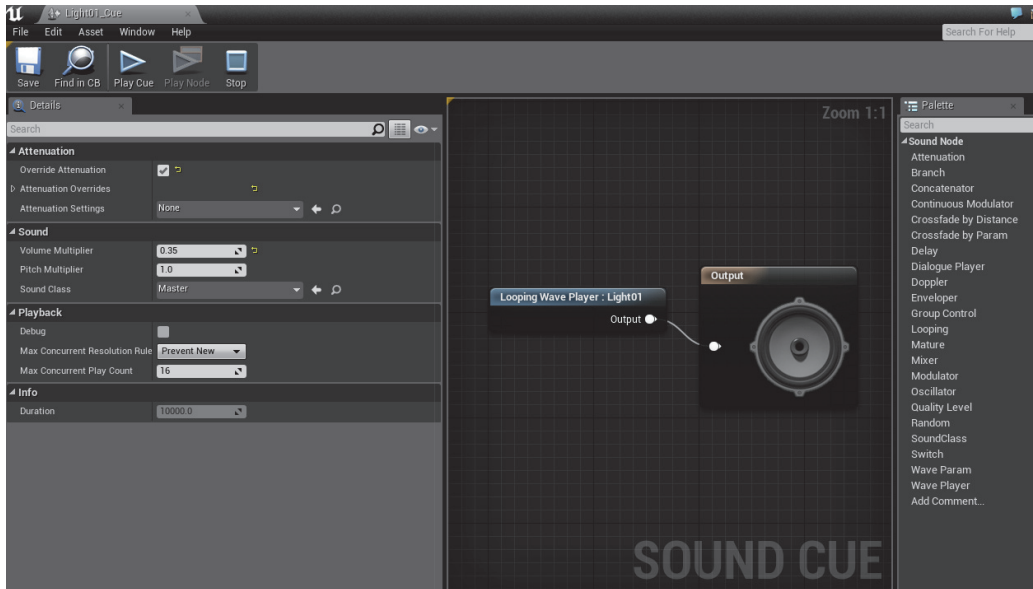 Light01_Cue
File Edit Asset Window Help
Search For Help
Save Find in CB Play Cue Play Node Stop
Details
Search
Attenuation
Override Attenuation
Attenuation Overrides
Attenuation Settings None
Sound
Volume Multiplier 0.35
Pitch Multiplier 1.0
Sound Class Master
Playback
Debug
Max Concurrent Resolution Rule Prevent New
Max Concurrent Play Count 16
Info
Duration 10000.0
Zoom 1:1
Looping Wave Player : Light01
Output
Output
SOUND CUE
Palette
Search
Sound Node
Attenuation
Branch
Concatenator
Continuous Modulator
Crossfade by Distance
Crossfade by Param
Delay
Dialogue Player
Doppler
Enveloper
Group Control
Looping
Mature
Mixer
Modulator
Oscillator
Quality Level
Random
SoundClass
Switch
Wave Param
Wave Player
Add Comment...